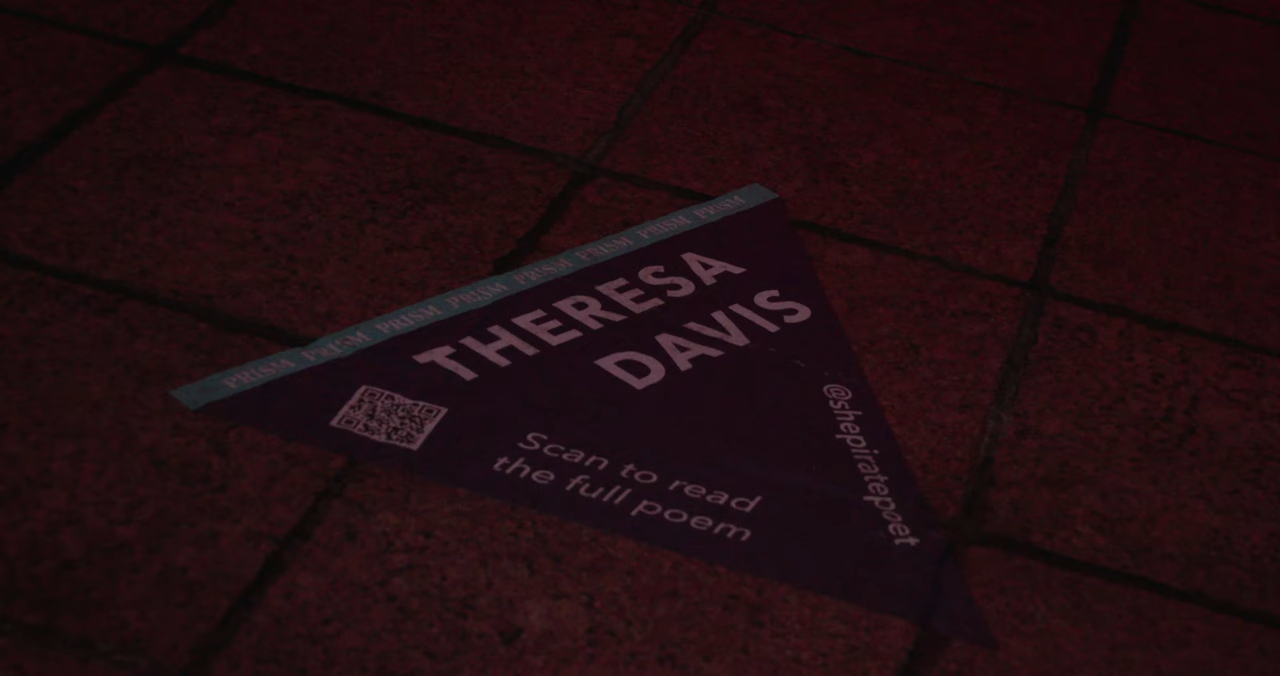 PRISM PRISM PRISM PRISM PRISM PRISM PRISM PRISM
THERESA
DAVIS
@shepiratepoet
Scan to read
the full poem